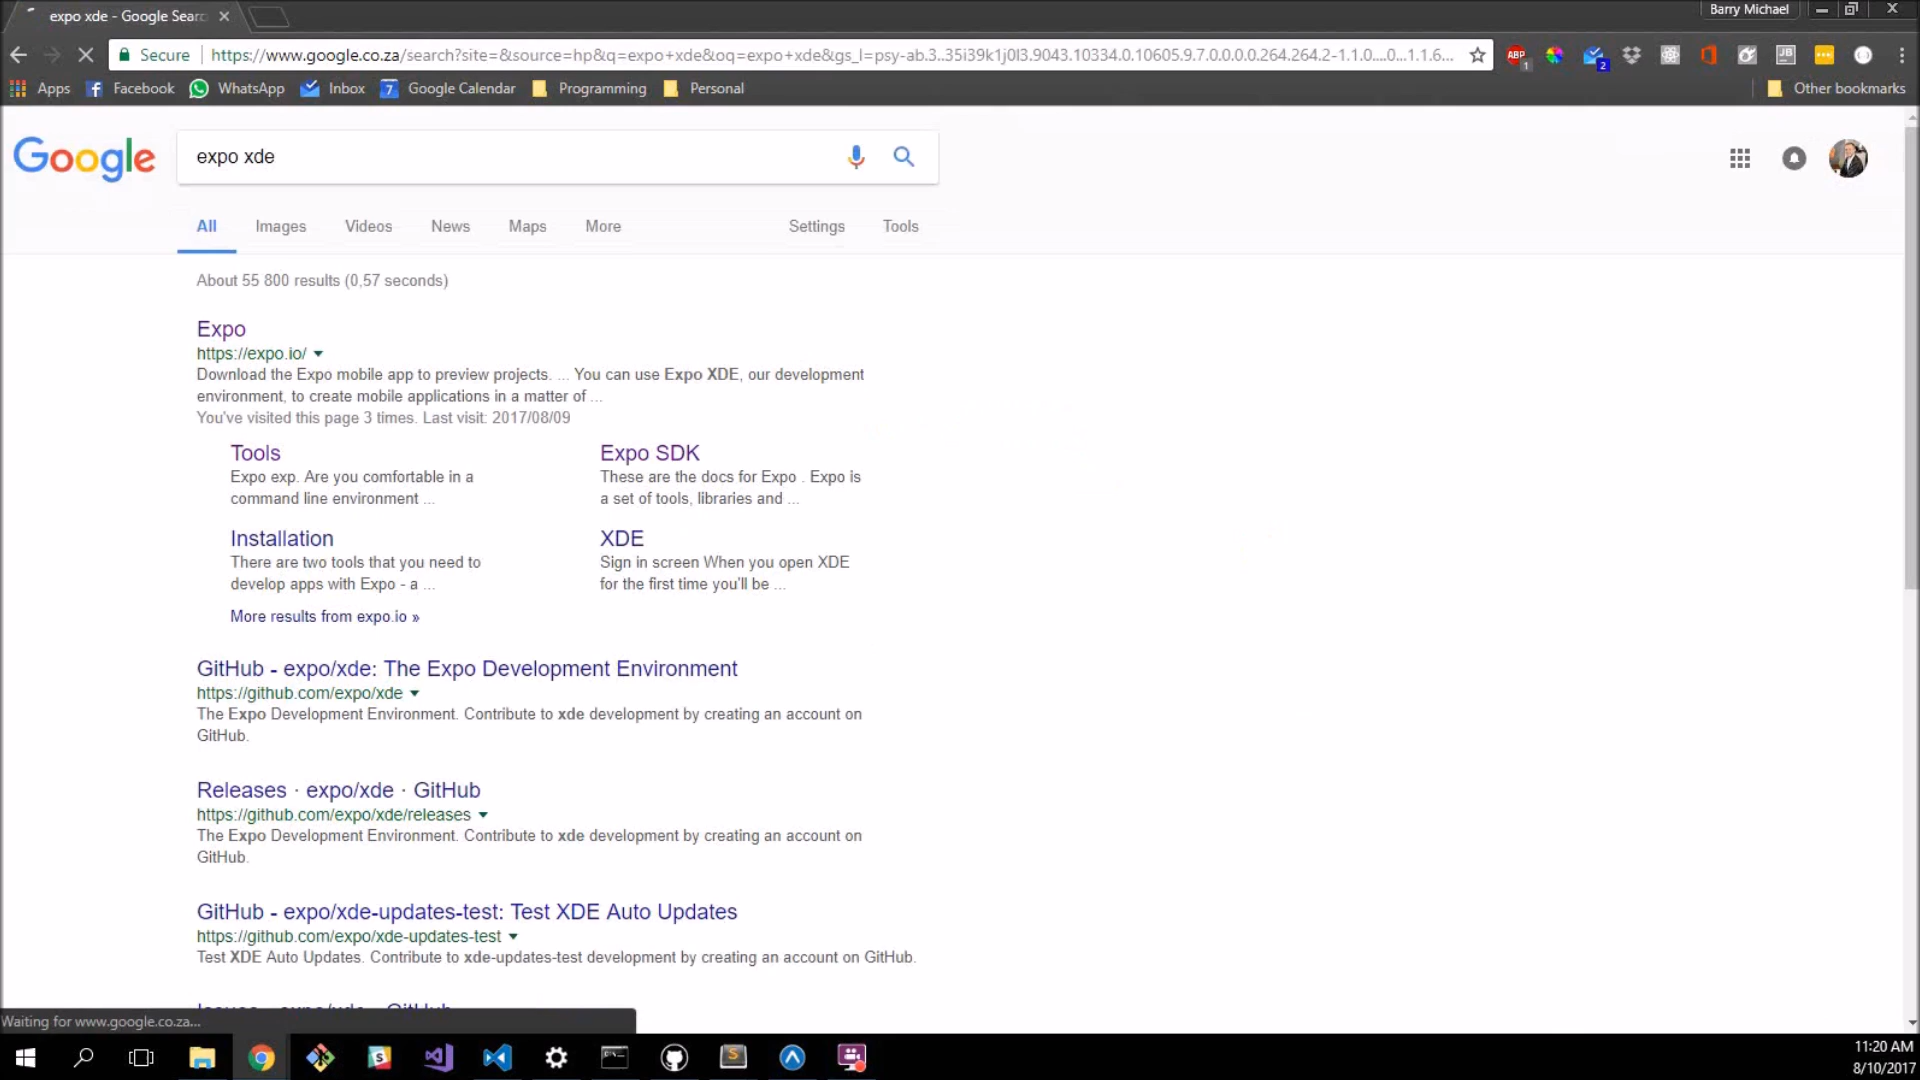 expo xde - Google Searc
Barry Michael
Secure
https://www.google.co.za/search?site=&source=hp&q=expo+xde&oq=expo+xde&gs_l=psy-ab.3..35i39k1j0l3.9043.10334.0.10605.9.7.0.0.0.0.264.264.2-1.1.0....0...1.1.6...
ABP
1
2
JB
Apps
Facebook
WhatsApp
Inbox
7
Google Calendar
Programming
Personal
Other bookmarks
Google
expo xde
All
Images
Videos
News
Maps
More
Settings
Tools
About 55 800 results (0,57 seconds)
Expo
https://expo.io/
Download the Expo mobile app to preview projects. ... You can use Expo XDE, our development
environment, to create mobile applications in a matter of ...
You've visited this page 3 times. Last visit: 2017/08/09
Tools
Expo exp. Are you comfortable in a
command line environment ...
Expo SDK
These are the docs for Expo . Expo is
a set of tools, libraries and ...
Installation
There are two tools that you need to
develop apps with Expo - a ...
XDE
Sign in screen When you open XDE
for the first time you'll be ...
More results from expo.io »
GitHub - expo/xde: The Expo Development Environment
https://github.com/expo/xde
The Expo Development Environment. Contribute to xde development by creating an account on
GitHub.
Releases · expo/xde · GitHub
https://github.com/expo/xde/releases
The Expo Development Environment. Contribute to xde development by creating an account on
GitHub.
GitHub - expo/xde-updates-test: Test XDE Auto Updates
https://github.com/expo/xde-updates-test
Test XDE Auto Updates. Contribute to xde-updates-test development by creating an account on GitHub.
Issues · expo/xde · GitHub
Waiting for www.google.co.za...
11:20 AM
8/10/2017